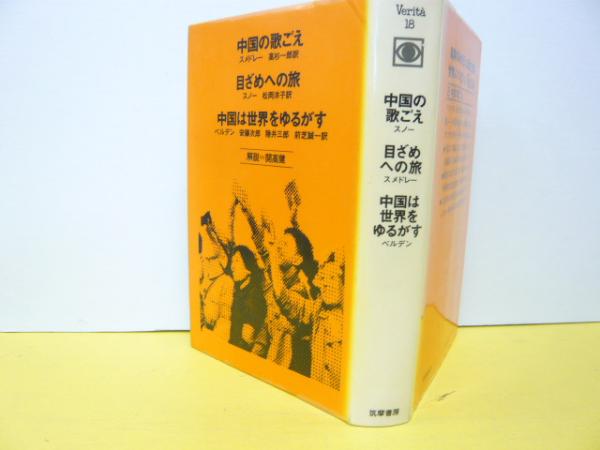 中国の歌ごえ
スメドレー 高杉一郎訳
目ざめへの旅
スノー 松岡洋子訳
中国は世界をゆるがす
ベルデン 安藤次郎 陸井三郎 前芝誠一訳
解説＝開高健
Verità
18
中国の
歌ごえ
スノー
目ざめ
への旅
スメドレー
中国は
世界を
ゆるがす
ベルデン
筑摩書房